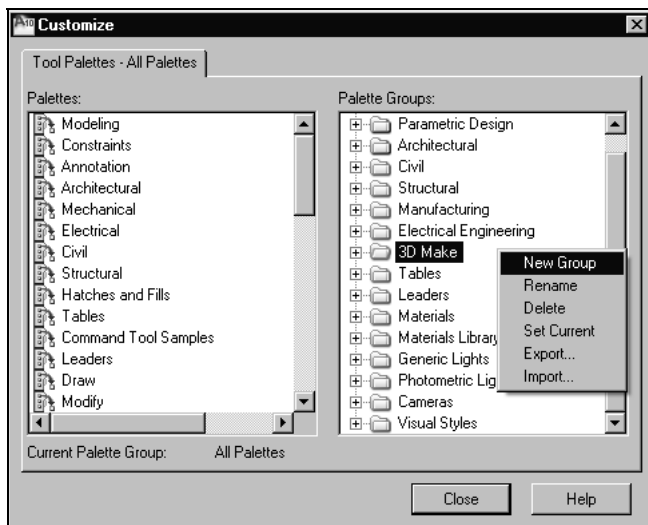 A10 Customize
Tool Palettes - All Palettes
Palettes:
Modeling
Constraints
Annotation
Architectural
Mechanical
Electrical
Civil
Structural
Hatches and Fills
Tables
Command Tool Samples
Leaders
Draw
Modify
Palette Groups:
Parametric Design
Architectural
Civil
Structural
Manufacturing
Electrical Engineering
3D Make
Tables
Leaders
Materials
Materials Library
Generic Lights
Photometric Lig
Cameras
Visual Styles
New Group
Rename
Delete
Set Current
Export...
Import...
Current Palette Group: All Palettes
Close Help